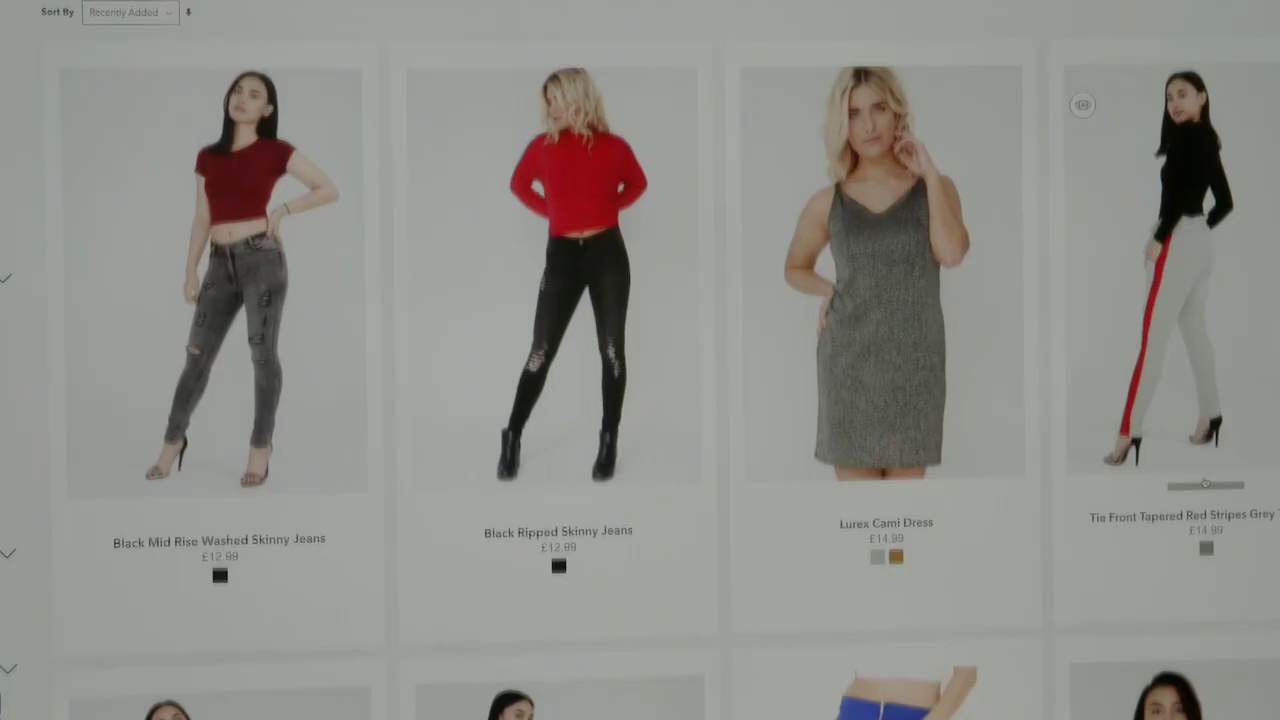 Sort By Recently Added
Black Mid Rise Washed Skinny Jeans
£12.99
Black Ripped Skinny Jeans
£12.99
Lurex Cami Dress
£14.99
Tie Front Tapered Red Stripes Grey
£14.99